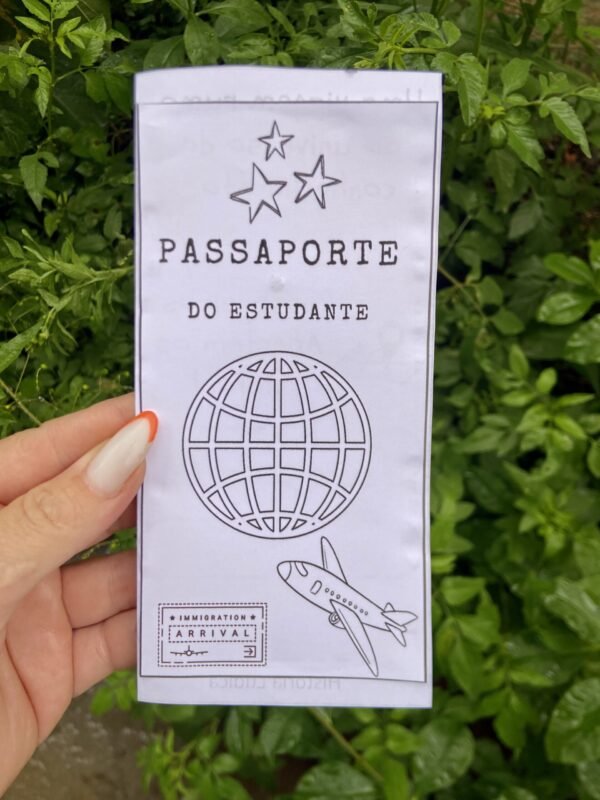 PASSAPORTE
DO ESTUDANTE
★ IMMIGRATION ★
ARRIVAL